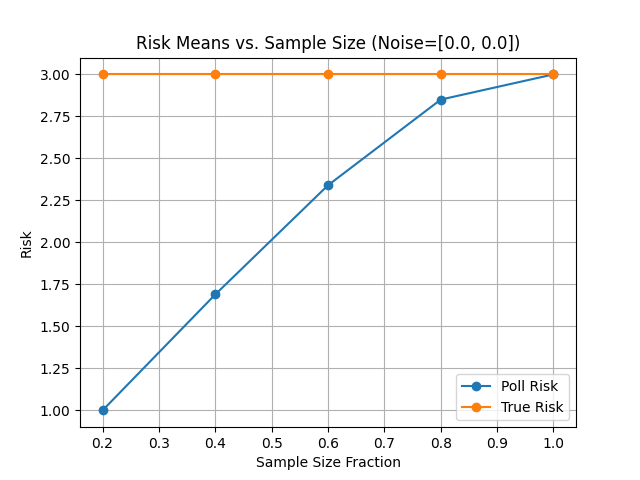 Risk Means vs. Sample Size (Noise=[0.0, 0.0])
Risk
3.00
2.75
2.50
2.25
2.00
1.75
1.50
1.25
1.00
0.2 0.3 0.4 0.5 0.6 0.7 0.8 0.9 1.0
Sample Size Fraction
Poll Risk
True Risk